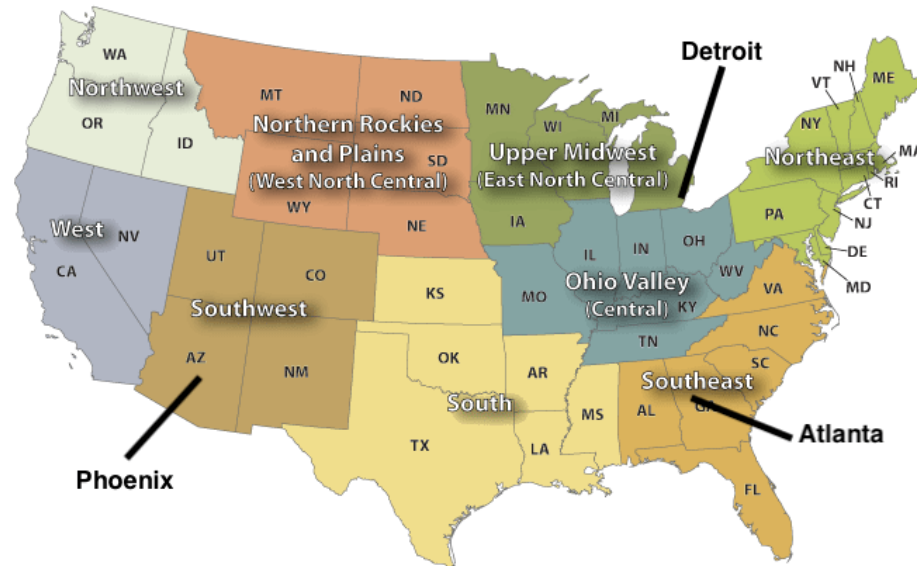 Detroit
WA
Northwest
OR
ID
MT
ND
Northern Rockies
and Plains
(West North Central)
SD
WY
NE
MN
WI
MI
Upper Midwest
(East North Central)
IA
VT
NH
ME
NY
Northeast
MA
RI
CT
PA
NJ
DE
MD
West
NV
CA
UT
CO
Southwest
AZ
NM
KS
OK
AR
South
TX
LA
MS
IL
IN
OH
WV
Ohio Valley
(Central)
MO
KY
TN
VA
NC
SC
Southeast
AL
GA
FL
Atlanta
Phoenix